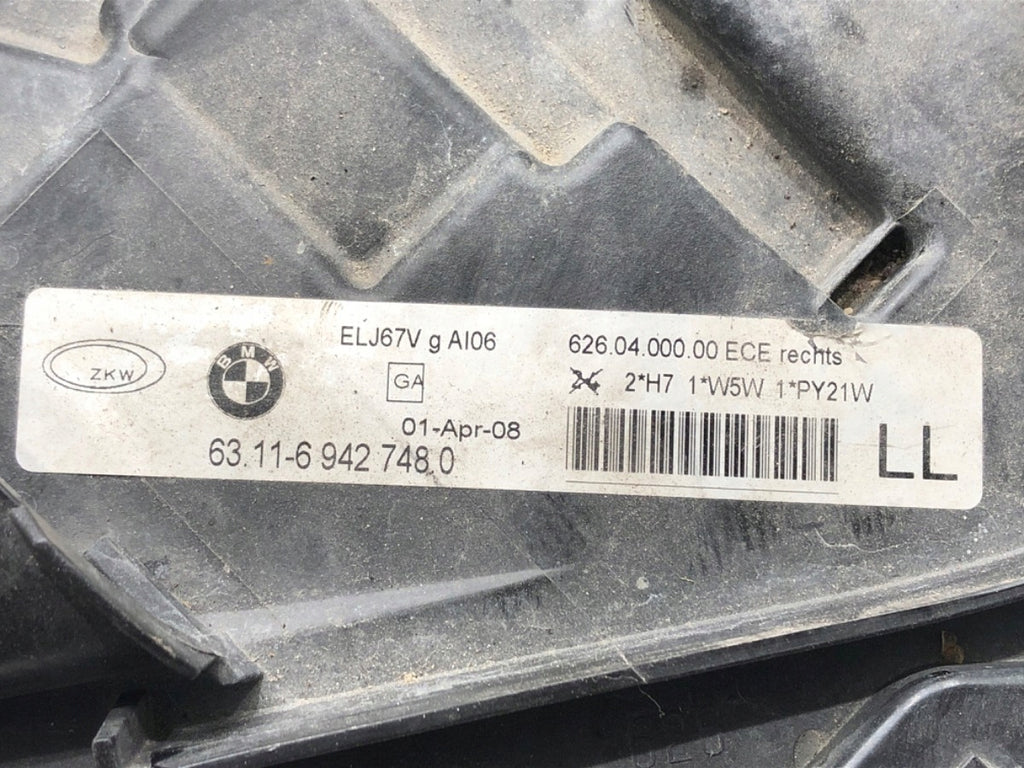 ZKW
BMW
ELJ67V g AI06
GA
01-Apr-08
63.11-6 942 748.0
626.04.000.00 ECE rechts
2*H7 1*W5W 1*PY21W
LL